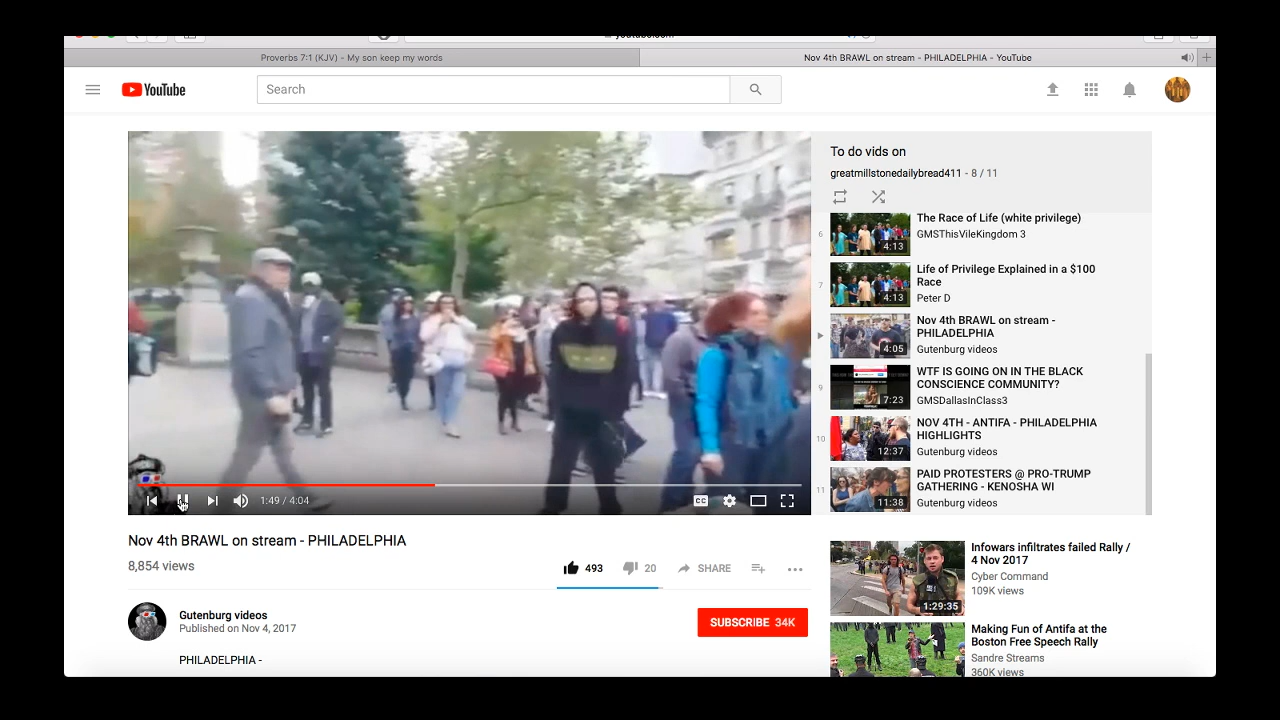 Proverbs 7:1 (KJV) - My son keep my words
Nov 4th BRAWL on stream - PHILADELPHIA - YouTube
YouTube
Search
To do vids on
greatmillstonedailybread411 - 8 / 11
6
The Race of Life (white privilege)
GMSThisVileKingdom 3
4:13
7
Life of Privilege Explained in a $100
Race
Peter D
4:13
Nov 4th BRAWL on stream -
PHILADELPHIA
Gutenburg videos
4:05
9
WTF IS GOING ON IN THE BLACK
CONSCIENCE COMMUNITY?
GMSDallasInClass3
7:23
10
NOV 4TH - ANTIFA - PHILADELPHIA
HIGHLIGHTS
Gutenburg videos
12:37
11
PAID PROTESTERS @ PRO-TRUMP
GATHERING - KENOSHA WI
Gutenburg videos
11:38
1:49 / 4:04
CC
Nov 4th BRAWL on stream - PHILADELPHIA
8,854 views
493
20
SHARE
Gutenburg videos
Published on Nov 4, 2017
SUBSCRIBE 34K
PHILADELPHIA -
Infowars infiltrates failed Rally /
4 Nov 2017
Cyber Command
109K views
1:29:35
Making Fun of Antifa at the
Boston Free Speech Rally
Sandre Streams
360K views